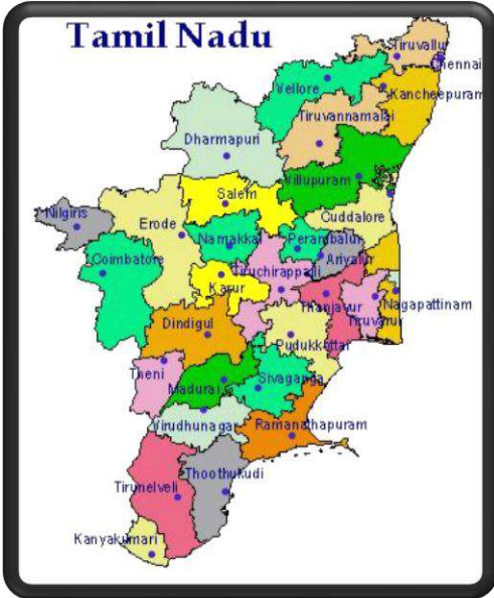 Tamil Nadu
Tiruvallu
Chennai
Vellore
Kancheepuram
Tiruvannamalai
Dharmapuri
Villupuram
Salem
Nilgiris
Erode
Cuddalore
Namakkal
Perambalur
Ariyalur
Coimbatore
Tiruchirappalli
Karur
Thanjavur
Nagapattinam
Tiruvarur
Dindigul
Pudukkottai
Theni
Madurai
Sivaganga
Virudhunagar
Ramanathapuram
Thoothukudi
Tirunelveli
Kanyakumari